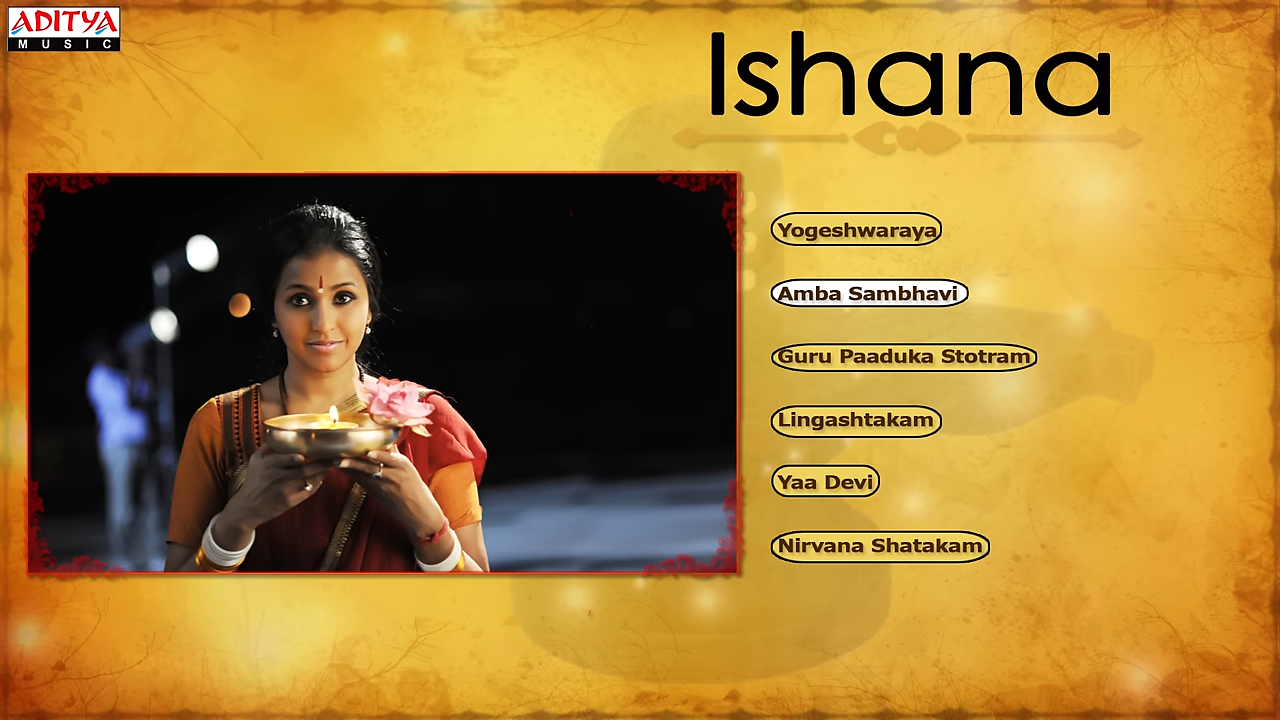 ADITYA
MUSIC
Ishana
Yogeshwaraya
Amba Sambhavi
Guru Paaduka Stotram
Lingashtakam
Yaa Devi
Nirvana Shatakam